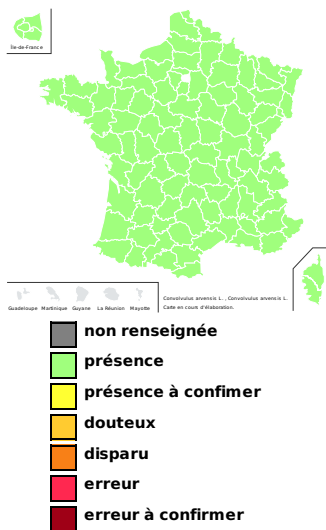 Île-de-France
Guadeloupe Martinique Guyane La Réunion Mayotte
Convolvulus arvensis L. , Convolvulus arvensis L.
Carte en cours d'élaboration.
non renseignée
présence
présence à confimer
douteux
disparu
erreur
erreur à confirmer